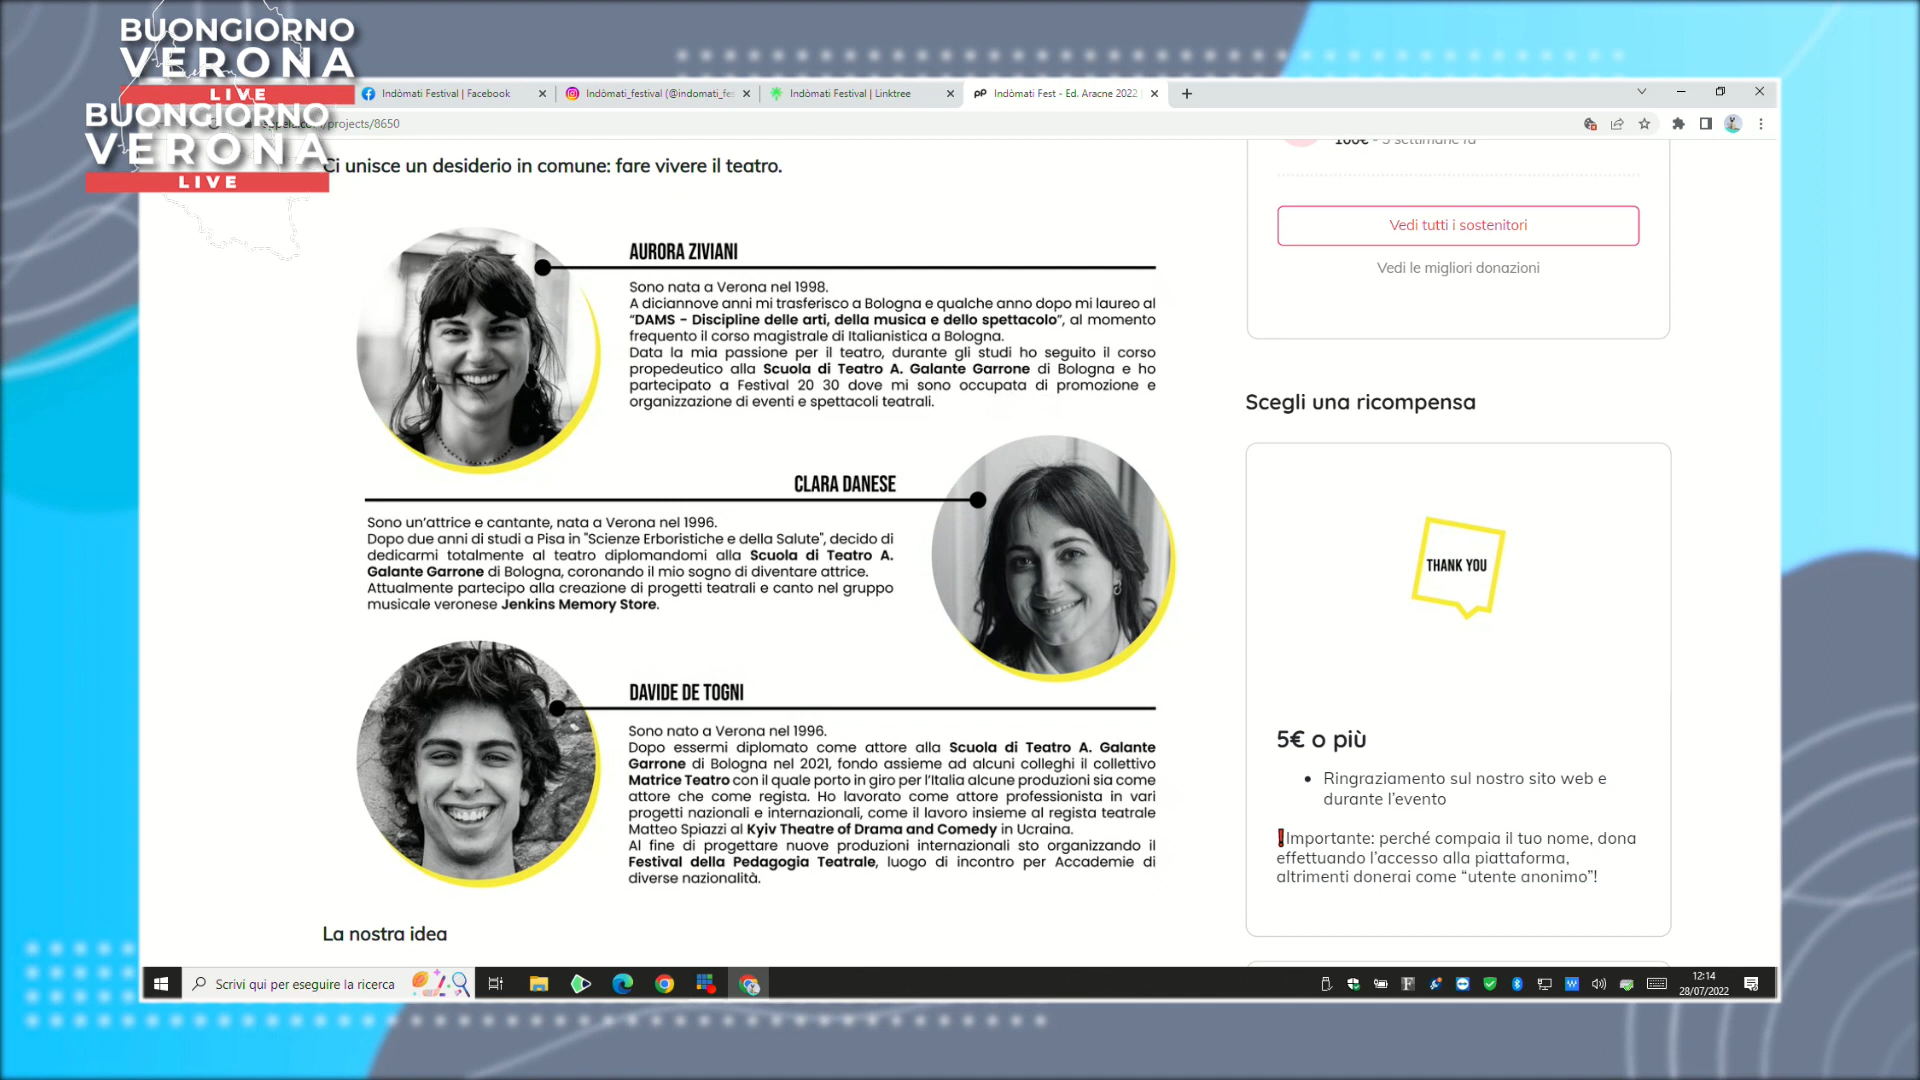 BUONGIORNO
VERONA
LIVE
BUONGIORNO
VERONA
LIVE
Indòmati Festival | Facebook
Indòmati_festival (@indomati_fes
Indòmati Festival | Linktree
Indòmati Fest - Ed. Aracne 2022
/projects/8650
Ci unisce un desiderio in comune: fare vivere il teatro.
AURORA ZIVIANI
Sono nata a Verona nel 1998.
A diciannove anni mi trasferisco a Bologna e qualche anno dopo mi laureo al
“DAMS - Discipline delle arti, della musica e dello spettacolo”, al momento
frequento il corso magistrale di Italianistica a Bologna.
Data la mia passione per il teatro, durante gli studi ho seguito il corso
propedeutico alla Scuola di Teatro A. Galante Garrone di Bologna e ho
partecipato a Festival 20 30 dove mi sono occupata di promozione e
organizzazione di eventi e spettacoli teatrali.
CLARA DANESE
Sono un’attrice e cantante, nata a Verona nel 1996.
Dopo due anni di studi a Pisa in "Scienze Erboristiche e della Salute", decido di
dedicarmi totalmente al teatro diplomandomi alla Scuola di Teatro A.
Galante Garrone di Bologna, coronando il mio sogno di diventare attrice.
Attualmente partecipo alla creazione di progetti teatrali e canto nel gruppo
musicale veronese Jenkins Memory Store.
DAVIDE DE TOGNI
Sono nato a Verona nel 1996.
Dopo essermi diplomato come attore alla Scuola di Teatro A. Galante
Garrone di Bologna nel 2021, fondo assieme ad alcuni colleghi il collettivo
Matrice Teatro con il quale porto in giro per l’Italia alcune produzioni sia come
attore che come regista. Ho lavorato come attore professionista in vari
progetti nazionali e internazionali, come il lavoro insieme al regista teatrale
Matteo Spiazzi al Kyiv Theatre of Drama and Comedy in Ucraina.
Al fine di progettare nuove produzioni internazionali sto organizzando il
Festival della Pedagogia Teatrale, luogo di incontro per Accademie di
diverse nazionalità.
La nostra idea
100€ - 3 settimane fa
Vedi tutti i sostenitori
Vedi le migliori donazioni
Scegli una ricompensa
THANK YOU
5€ o più
• Ringraziamento sul nostro sito web e
durante l’evento
❗Importante: perché compaia il tuo nome, dona
effettuando l’accesso alla piattaforma,
altrimenti donerai come “utente anonimo”!
Scrivi qui per eseguire la ricerca
12:14
28/07/2022